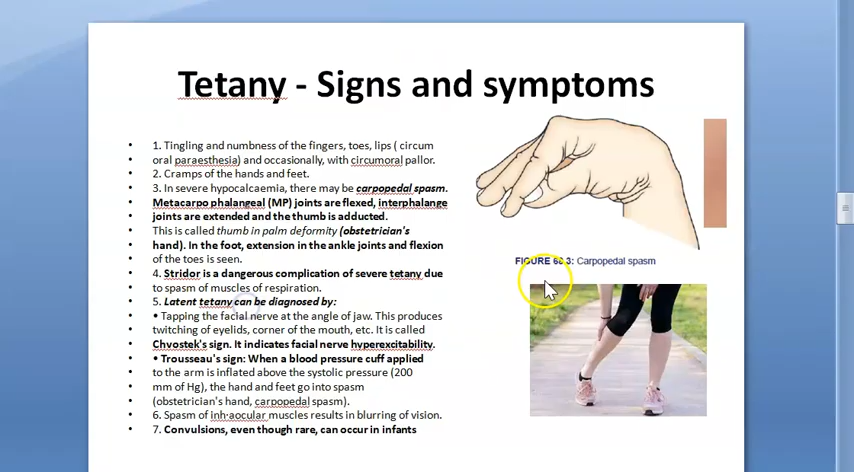 Tetany - Signs and symptoms
1. Tingling and numbness of the fingers, toes, lips ( circum
oral paraesthesia) and occasionally, with circumoral pallor.
2. Cramps of the hands and feet.
3. In severe hypocalcaemia, there may be carpopedal spasm.
Metacarpo phalangeal (MP) joints are flexed, interphalange
joints are extended and the thumb is adducted.
This is called thumb in palm deformity (obstetrician's
hand). In the foot, extension in the ankle joints and flexion
of the toes is seen.
4. Stridor is a dangerous complication of severe tetany due
to spasm of muscles of respiration.
5. Latent tetany can be diagnosed by:
• Tapping the facial nerve at the angle of jaw. This produces
twitching of eyelids, corner of the mouth, etc. It is called
Chvostek's sign. It indicates facial nerve hyperexcitability.
• Trousseau's sign: When a blood pressure cuff applied
to the arm is inflated above the systolic pressure (200
mm of Hg), the hand and feet go into spasm
(obstetrician's hand, carpopedal spasm).
6. Spasm of inh·aocular muscles results in blurring of vision.
7. Convulsions, even though rare, can occur in infants
FIGURE Carpopedal spasm